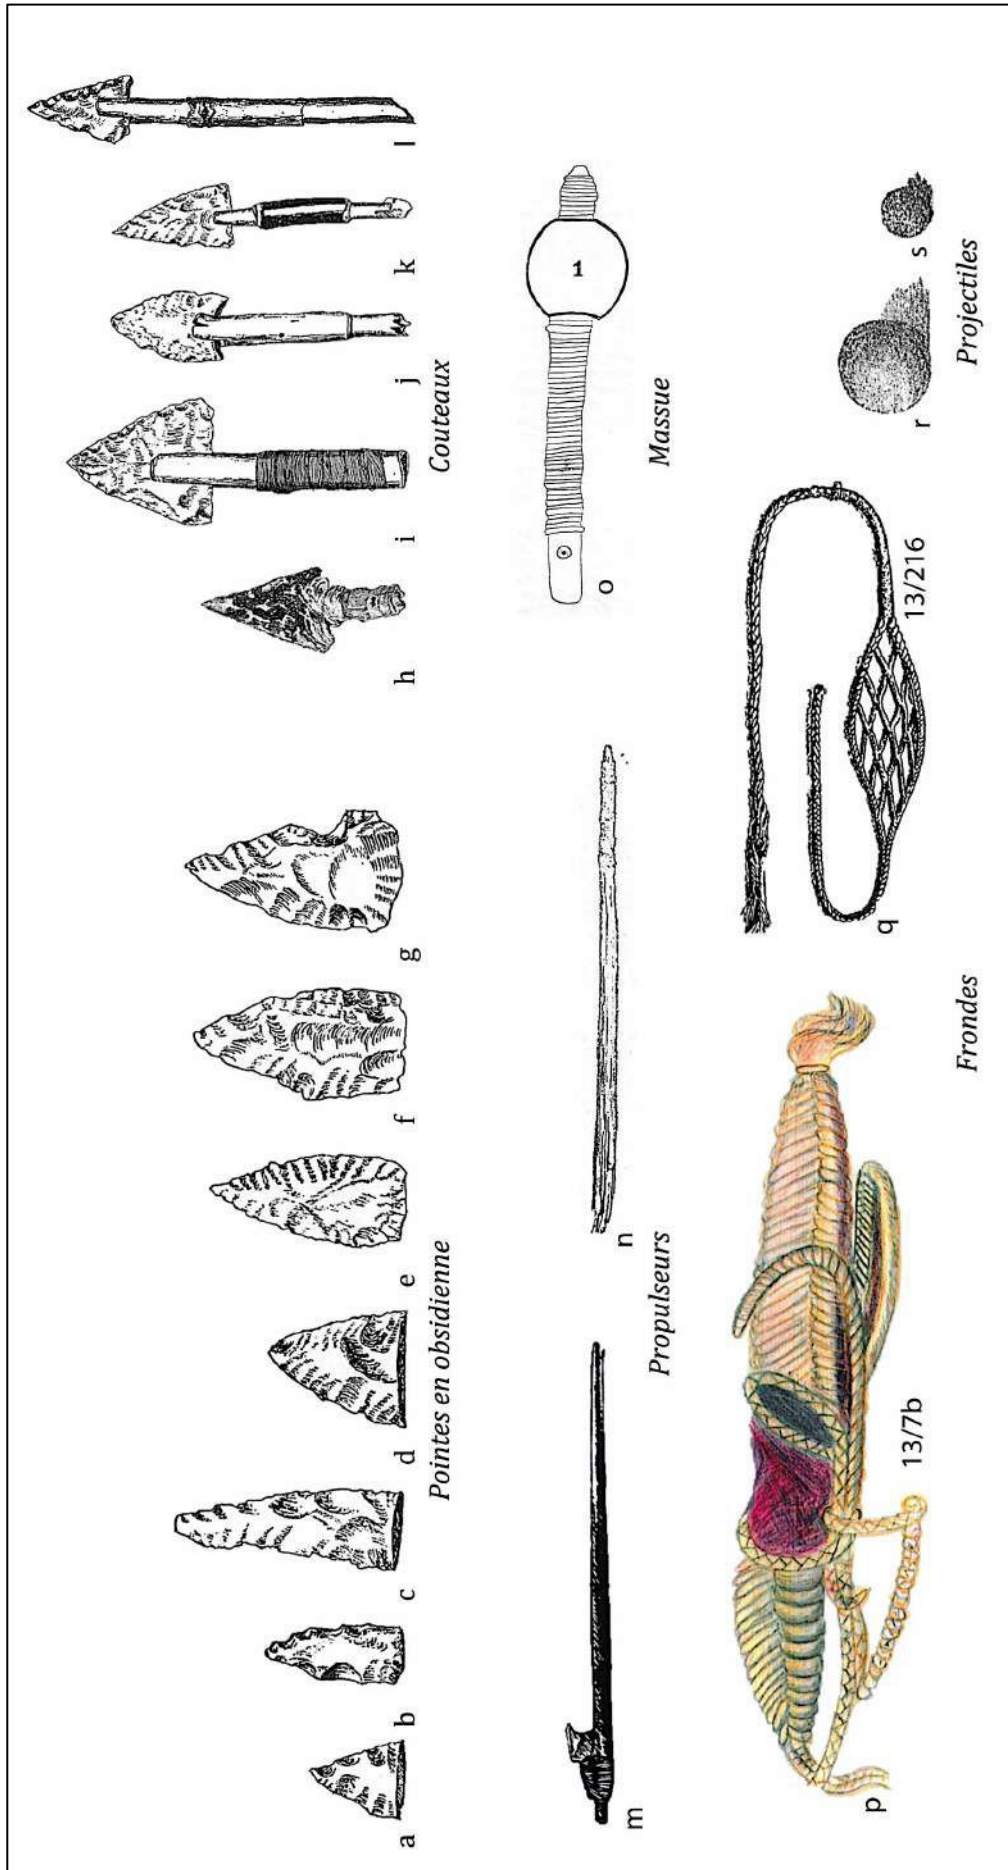 a b c d e f g h i j k l
Pointes en obsidienne
Couteaux
m n o
1
Propulseurs
Massue
p q r s
13/7b
13/216
Frondes
Projectiles